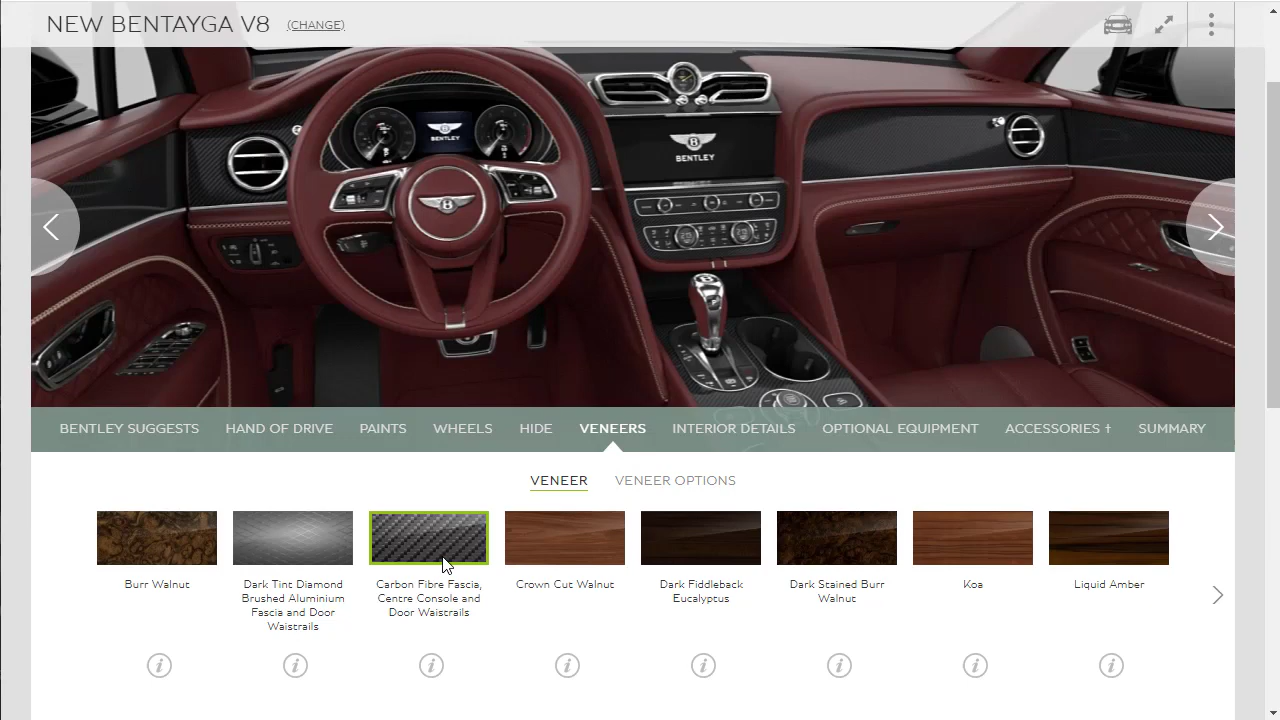 NEW BENTAYGA V8 (CHANGE)
BENTLEY
BENTLEY
BENTLEY SUGGESTS HAND OF DRIVE PAINTS WHEELS HIDE VENEERS INTERIOR DETAILS OPTIONAL EQUIPMENT ACCESSORIES † SUMMARY
VENEER VENEER OPTIONS
Burr Walnut
Dark Tint Diamond
Brushed Aluminium
Fascia and Door
Waistrails
Carbon Fibre Fascia,
Centre Console and
Door Waistrails
Crown Cut Walnut
Dark Fiddleback
Eucalyptus
Dark Stained Burr
Walnut
Koa
Liquid Amber